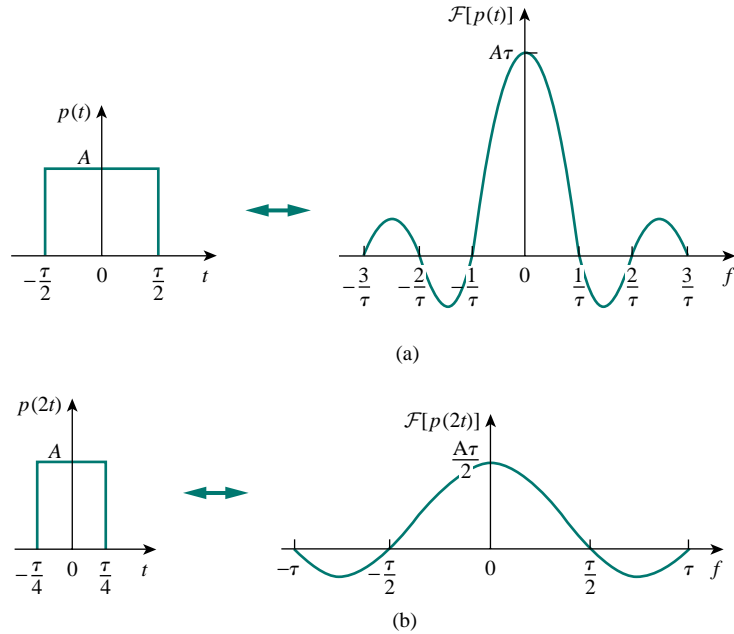 ℱ[p(t)]
Aτ
p(t)
A
−τ/2 0 τ/2 t
−3/τ −2/τ −1/τ 0 1/τ 2/τ 3/τ f
(a)
p(2t)
A
−τ/4 0 τ/4 t
ℱ[p(2t)]
Aτ/2
−τ −τ/2 0 τ/2 τ f
(b)